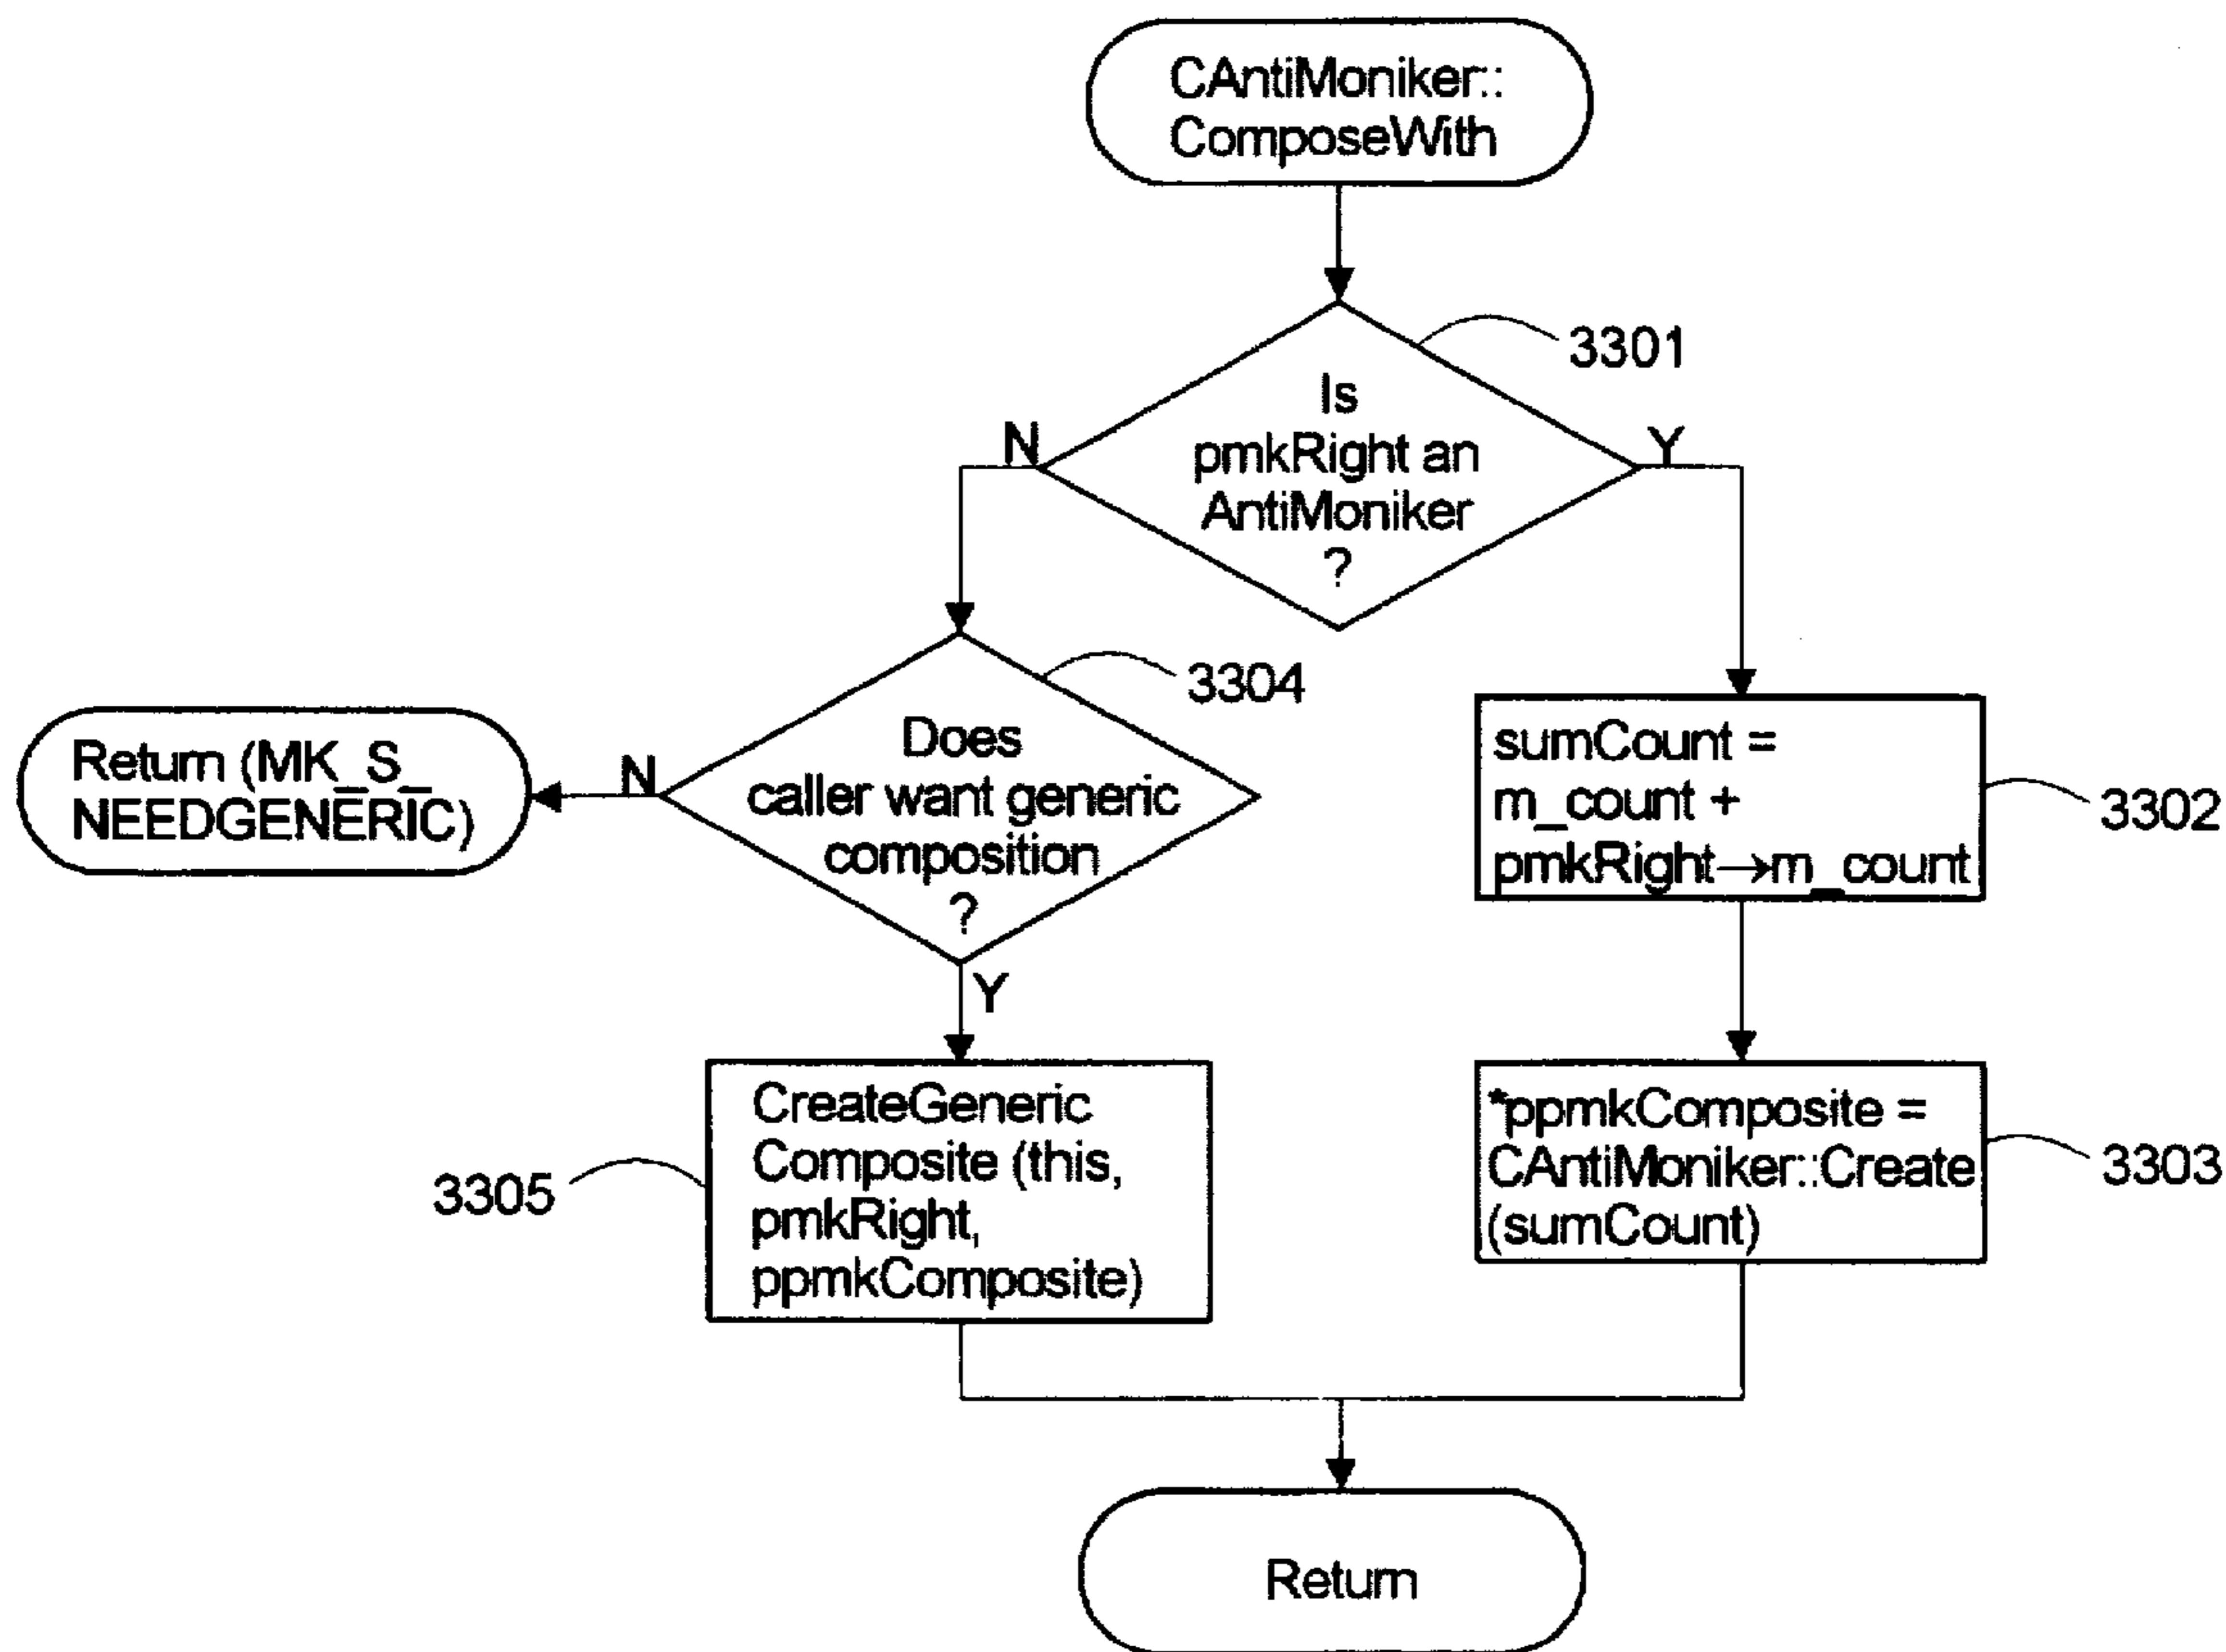 CAntiMoniker::
ComposeWith
3301
Is
pmkRight an
AntiMoniker
?
N
Y
3304
Does
caller want generic
composition
?
N
Y
Return (MK_S_
NEEDGENERIC)
sumCount =
m_count +
pmkRight→m_count
3302
CreateGeneric
Composite (this,
pmkRight,
ppmkComposite)
3305
*ppmkComposite =
CAntiMoniker::Create
(sumCount)
3303
Return